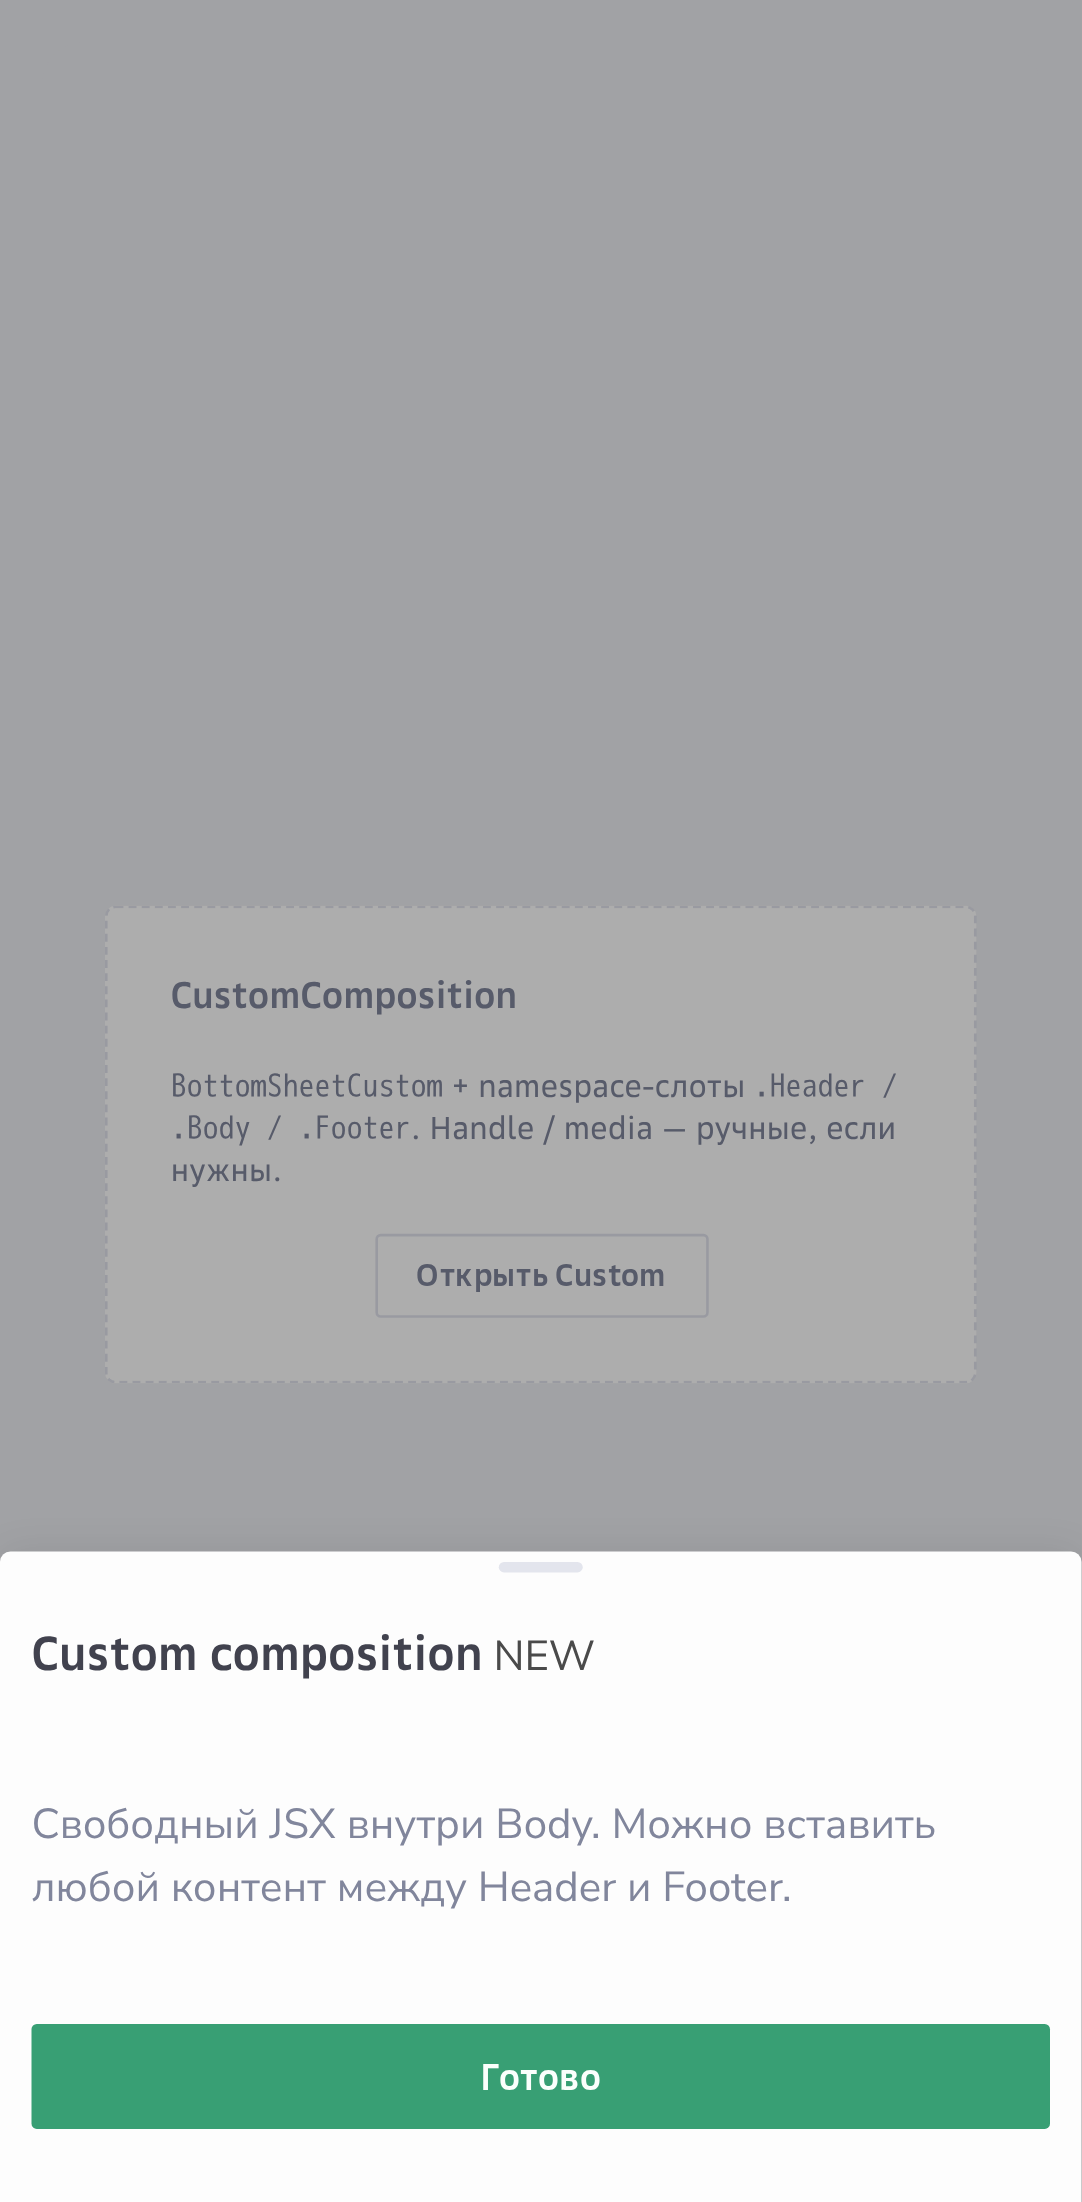 CustomComposition
BottomSheetCustom + namespace-слоты .Header /
.Body / .Footer. Handle / media — ручные, если
нужны.
Открыть Custom
Custom composition NEW
Свободный JSX внутри Body. Можно вставить
любой контент между Header и Footer.
Готово